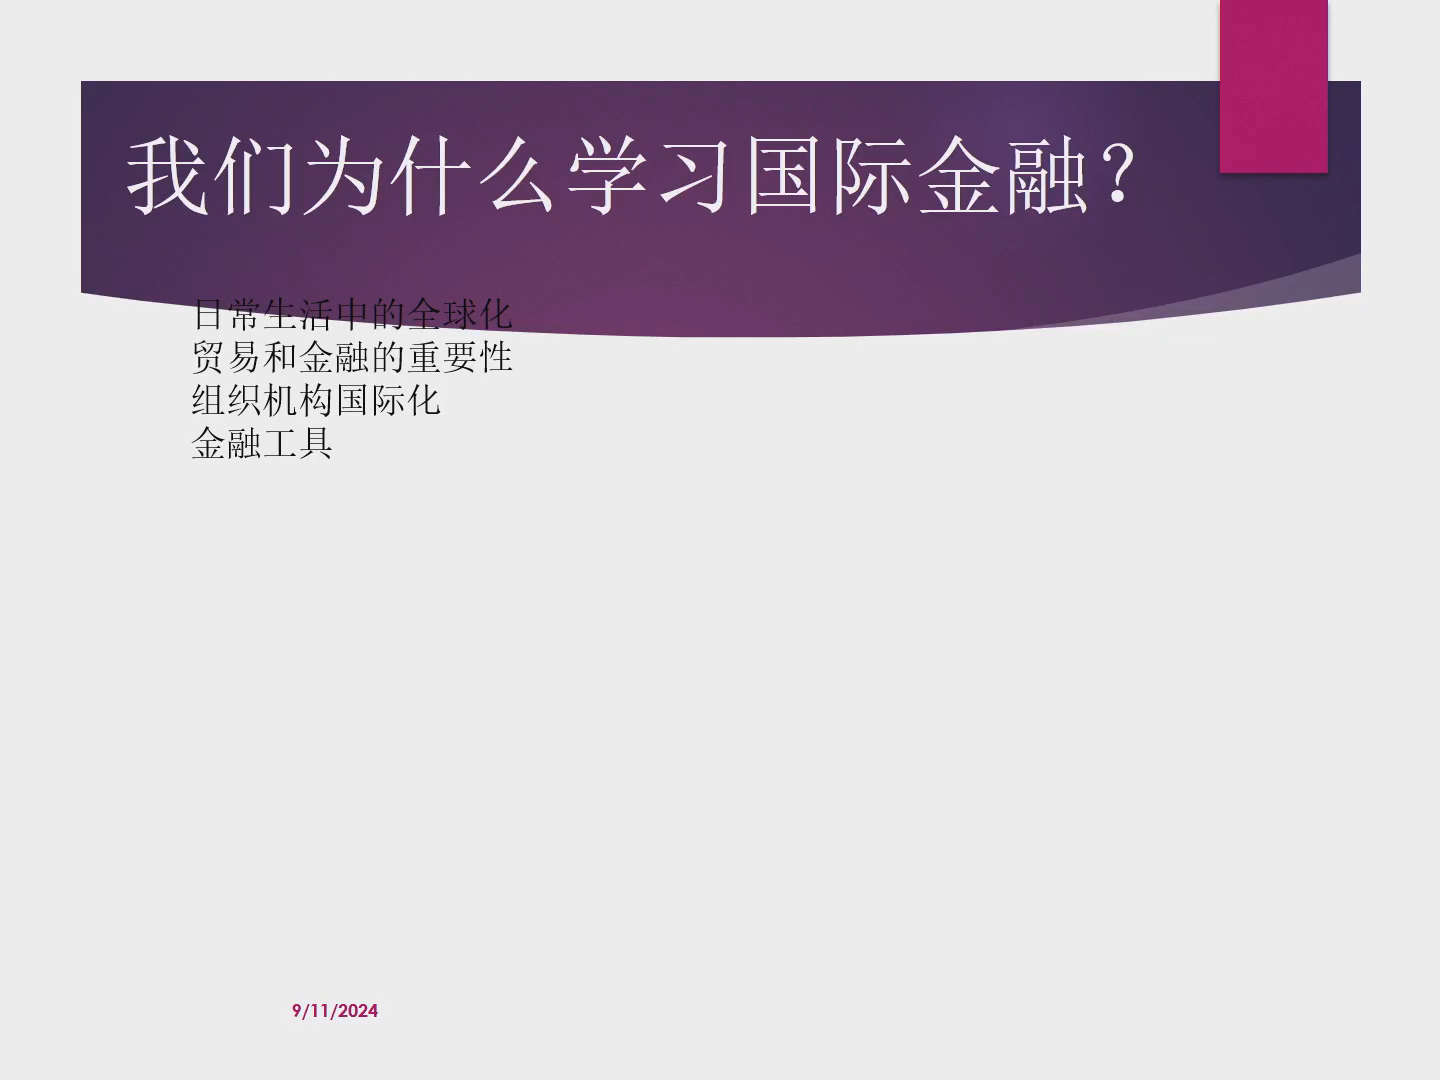 我们为什么学习国际金融？
日常生活中的全球化
贸易和金融的重要性
组织机构国际化
金融工具
9/11/2024